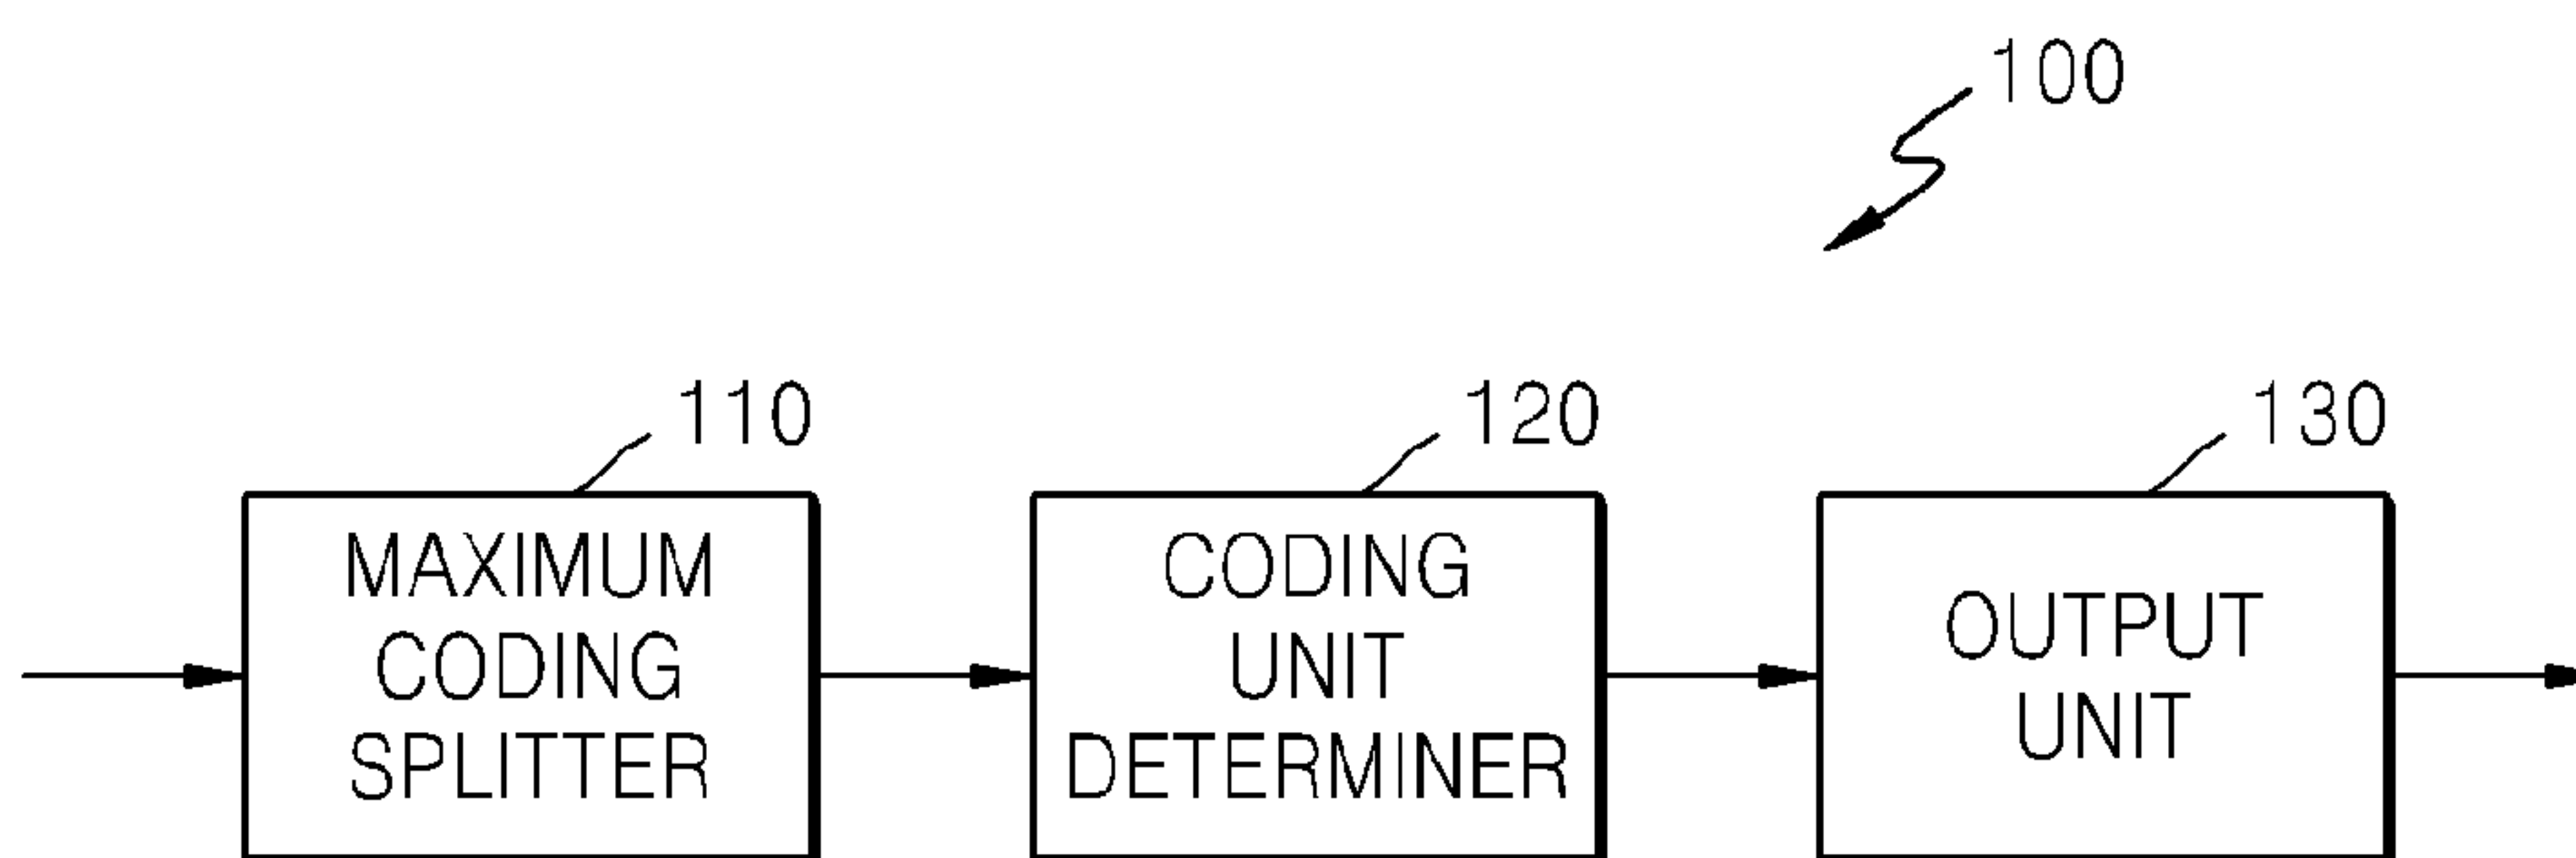 100
110
120
130
MAXIMUM
CODING
SPLITTER
CODING
UNIT
DETERMINER
OUTPUT
UNIT